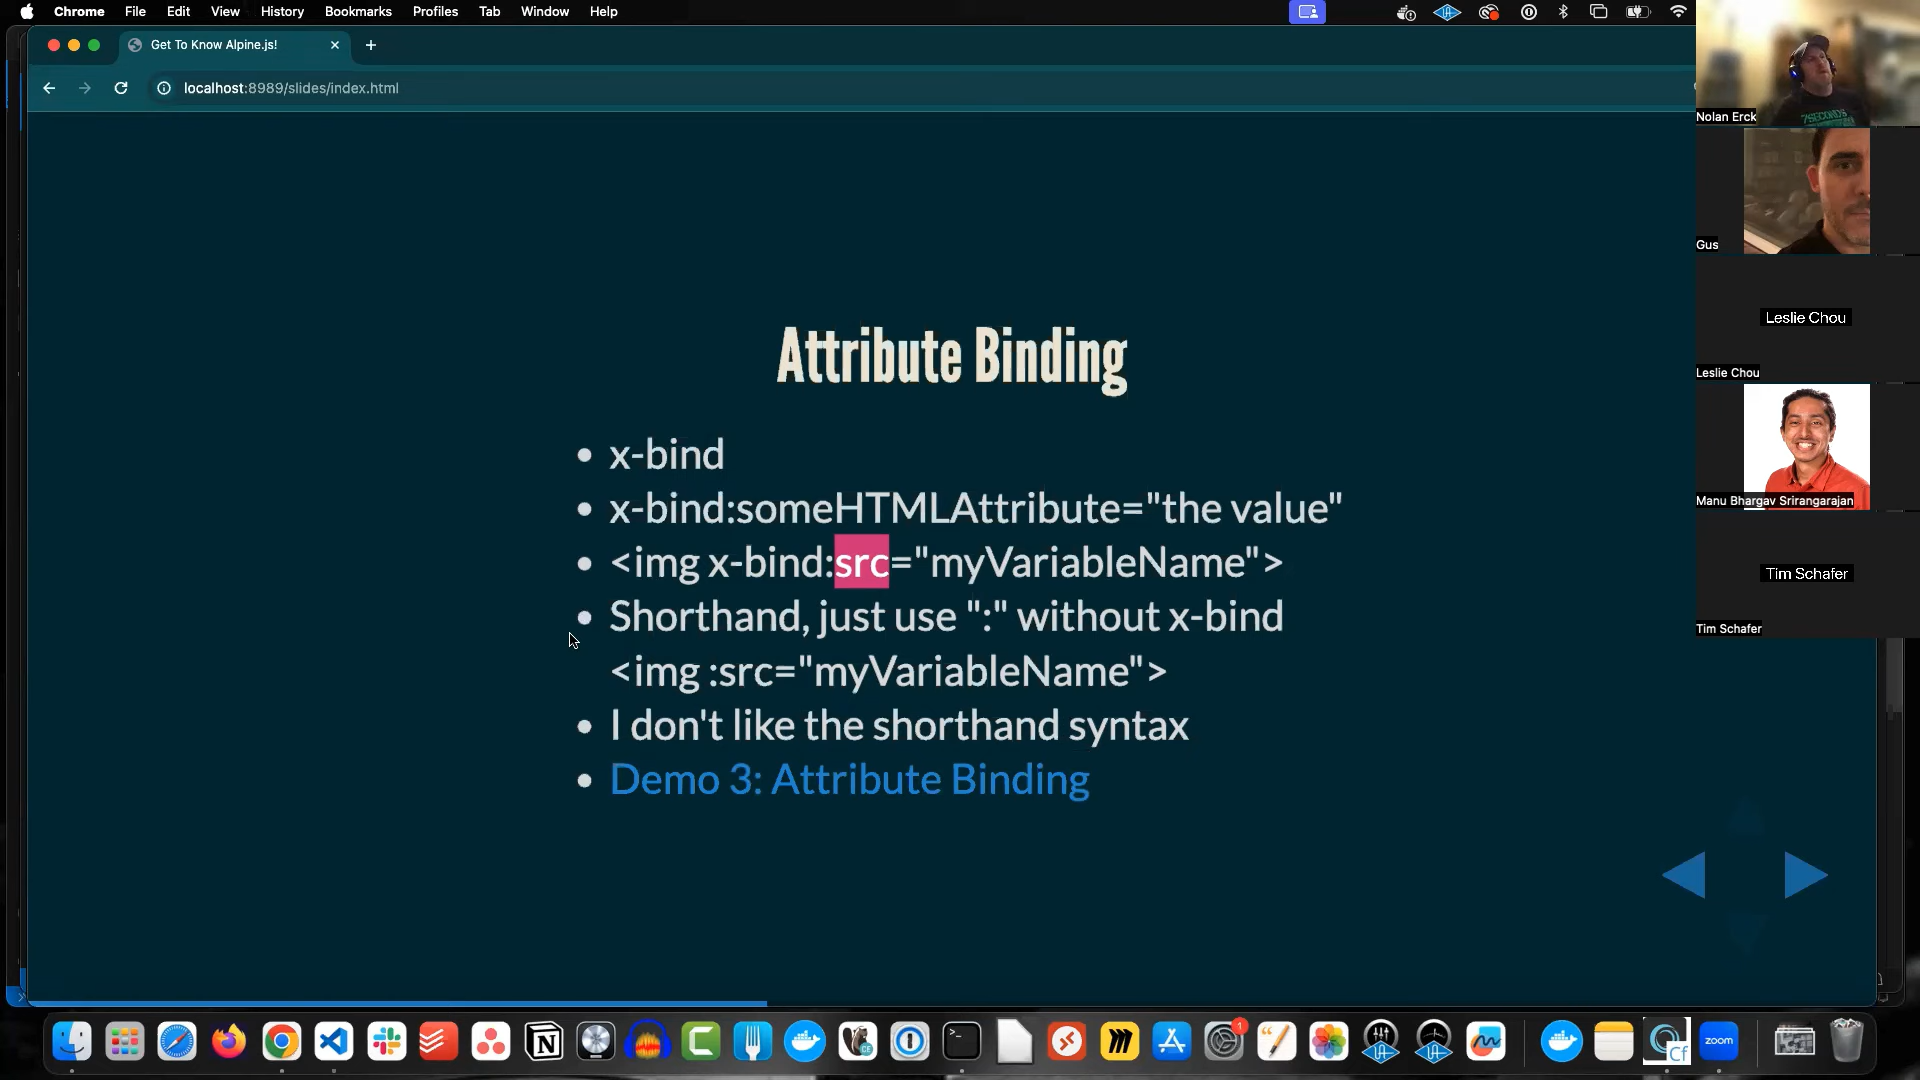 Chrome File Edit View History Bookmarks Profiles Tab Window Help
Get To Know Alpine.js!
localhost:8989/slides/index.html
Nolan Erck
7SECONDS
Gus
Leslie Chou
Leslie Chou
Manu Bhargav Srirangarajan
Tim Schafer
Tim Schafer
Attribute Binding
x-bind
x-bind:someHTMLAttribute="the value"
<img x-bind:src="myVariableName">
Shorthand, just use ":" without x-bind
<img :src="myVariableName">
I don't like the shorthand syntax
Demo 3: Attribute Binding
1
Cf
zoom